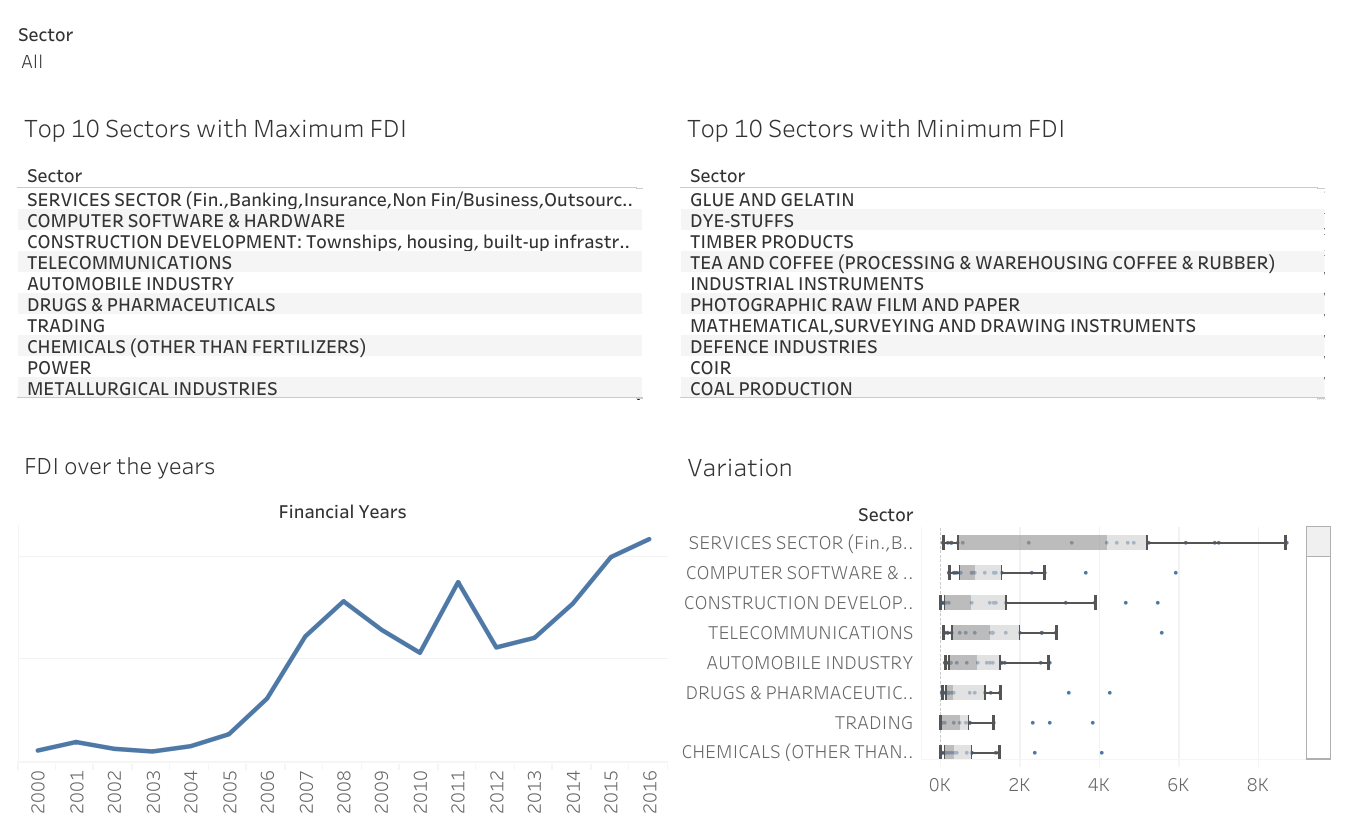 Sector
All
Top 10 Sectors with Maximum FDI
Sector
SERVICES SECTOR (Fin.,Banking,Insurance,Non Fin/Business,Outsourc..
COMPUTER SOFTWARE & HARDWARE
CONSTRUCTION DEVELOPMENT: Townships, housing, built-up infrastr..
TELECOMMUNICATIONS
AUTOMOBILE INDUSTRY
DRUGS & PHARMACEUTICALS
TRADING
CHEMICALS (OTHER THAN FERTILIZERS)
POWER
METALLURGICAL INDUSTRIES
Top 10 Sectors with Minimum FDI
Sector
GLUE AND GELATIN
DYE-STUFFS
TIMBER PRODUCTS
TEA AND COFFEE (PROCESSING & WAREHOUSING COFFEE & RUBBER)
INDUSTRIAL INSTRUMENTS
PHOTOGRAPHIC RAW FILM AND PAPER
MATHEMATICAL,SURVEYING AND DRAWING INSTRUMENTS
DEFENCE INDUSTRIES
COIR
COAL PRODUCTION
FDI over the years
Financial Years
2000 2001 2002 2003 2004 2005 2006 2007 2008 2009 2010 2011 2012 2013 2014 2015 2016
Variation
Sector
SERVICES SECTOR (Fin.,B..
COMPUTER SOFTWARE & ..
CONSTRUCTION DEVELOP..
TELECOMMUNICATIONS
AUTOMOBILE INDUSTRY
DRUGS & PHARMACEUTIC..
TRADING
CHEMICALS (OTHER THAN..
0K 2K 4K 6K 8K